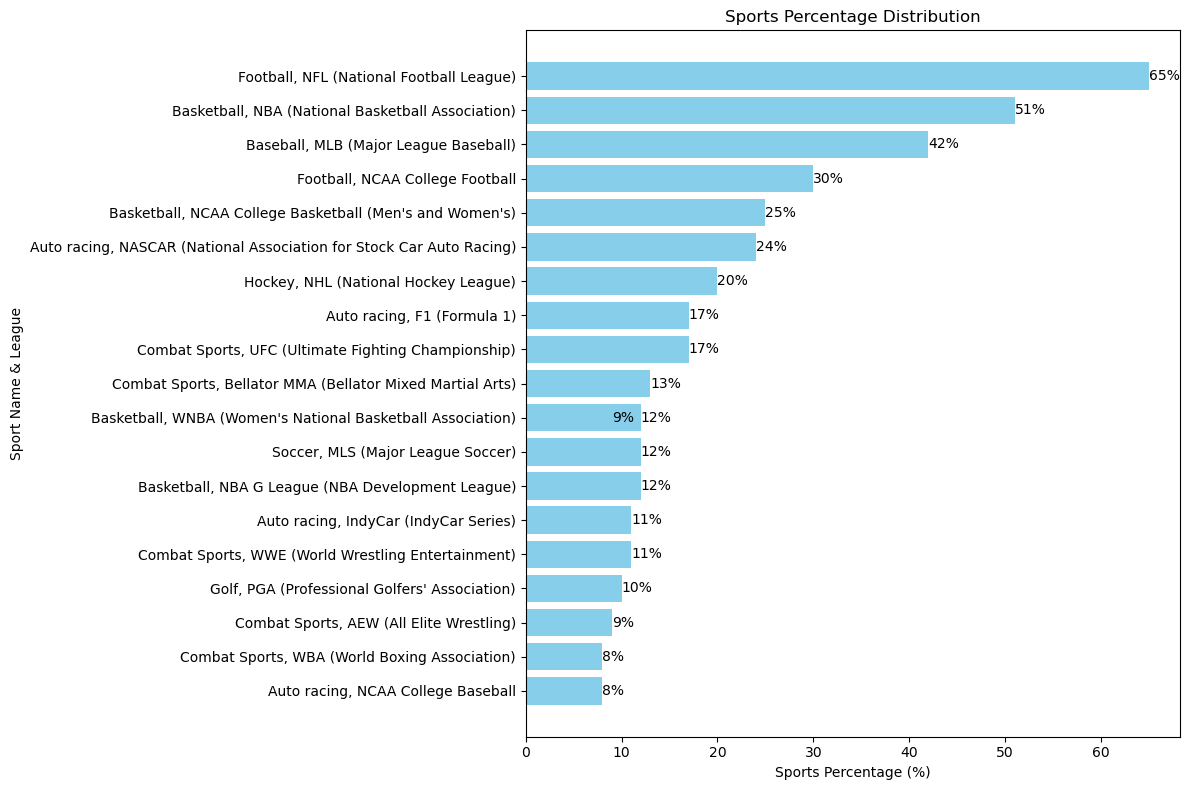 Sports Percentage Distribution
Sport Name & League
Football, NFL (National Football League) 65%
Basketball, NBA (National Basketball Association) 51%
Baseball, MLB (Major League Baseball) 42%
Football, NCAA College Football 30%
Basketball, NCAA College Basketball (Men's and Women's) 25%
Auto racing, NASCAR (National Association for Stock Car Auto Racing) 24%
Hockey, NHL (National Hockey League) 20%
Auto racing, F1 (Formula 1) 17%
Combat Sports, UFC (Ultimate Fighting Championship) 17%
Combat Sports, Bellator MMA (Bellator Mixed Martial Arts) 13%
Basketball, WNBA (Women's National Basketball Association) 9% 12%
Soccer, MLS (Major League Soccer) 12%
Basketball, NBA G League (NBA Development League) 12%
Auto racing, IndyCar (IndyCar Series) 11%
Combat Sports, WWE (World Wrestling Entertainment) 11%
Golf, PGA (Professional Golfers' Association) 10%
Combat Sports, AEW (All Elite Wrestling) 9%
Combat Sports, WBA (World Boxing Association) 8%
Auto racing, NCAA College Baseball 8%
0 10 20 30 40 50 60
Sports Percentage (%)